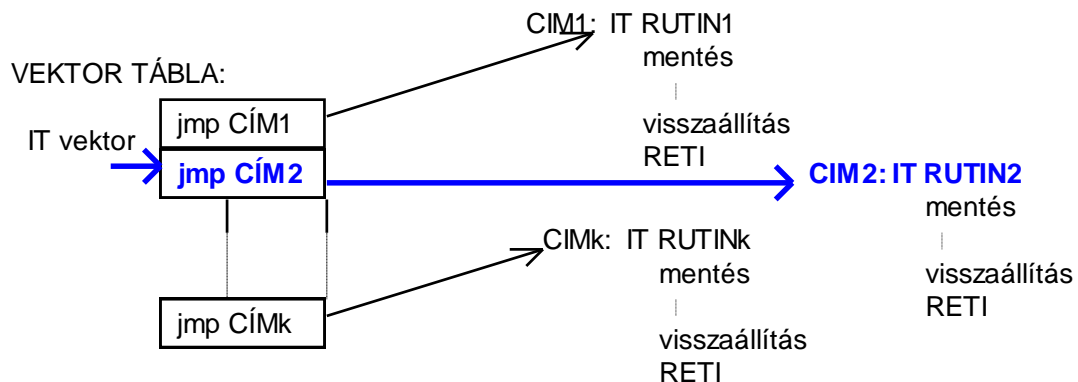 CIM1: IT RUTIN1
mentés
VEKTOR TÁBLA:
jmp CÍM1
visszaállítás
IT vektor
RETI
jmp CÍM2
CIM2: IT RUTIN2
mentés
CIMk: IT RUTINk
mentés
visszaállítás
RETI
jmp CÍMk
visszaállítás
RETI